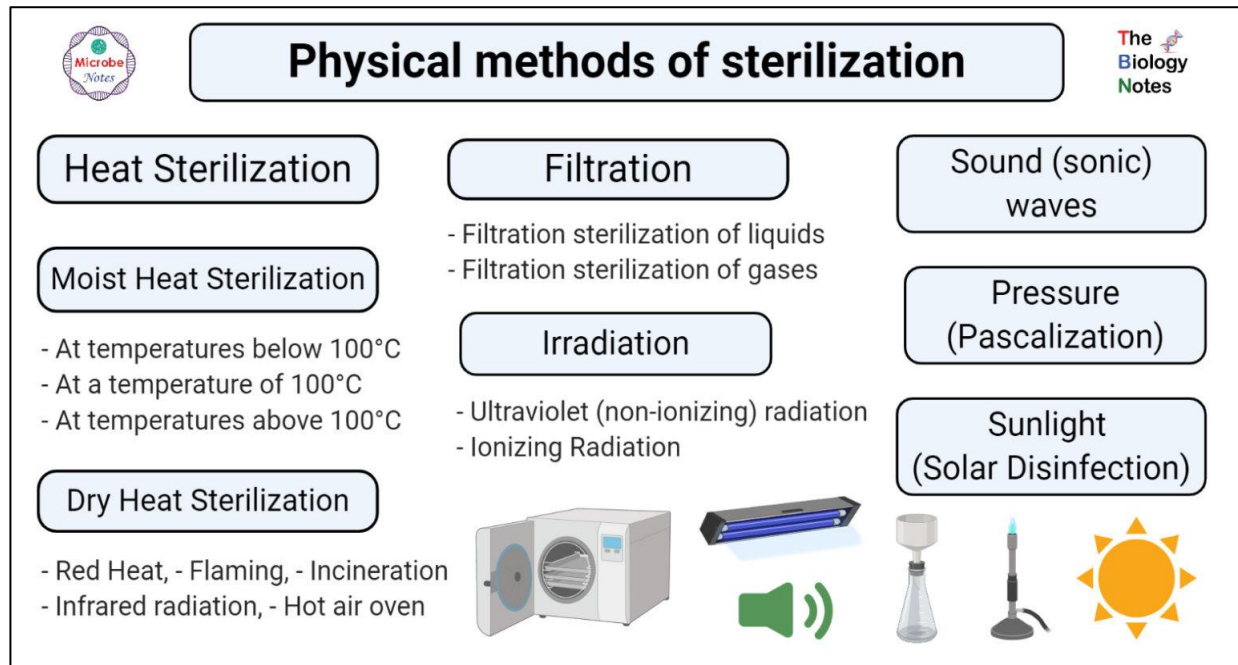 Microbe
Notes
Physical methods of sterilization
The
Biology
Notes
Heat Sterilization
Moist Heat Sterilization
- At temperatures below 100°C
- At a temperature of 100°C
- At temperatures above 100°C
Dry Heat Sterilization
- Red Heat, - Flaming, - Incineration
- Infrared radiation, - Hot air oven
Filtration
- Filtration sterilization of liquids
- Filtration sterilization of gases
Irradiation
- Ultraviolet (non-ionizing) radiation
- Ionizing Radiation
Sound (sonic)
waves
Pressure
(Pascalization)
Sunlight
(Solar Disinfection)